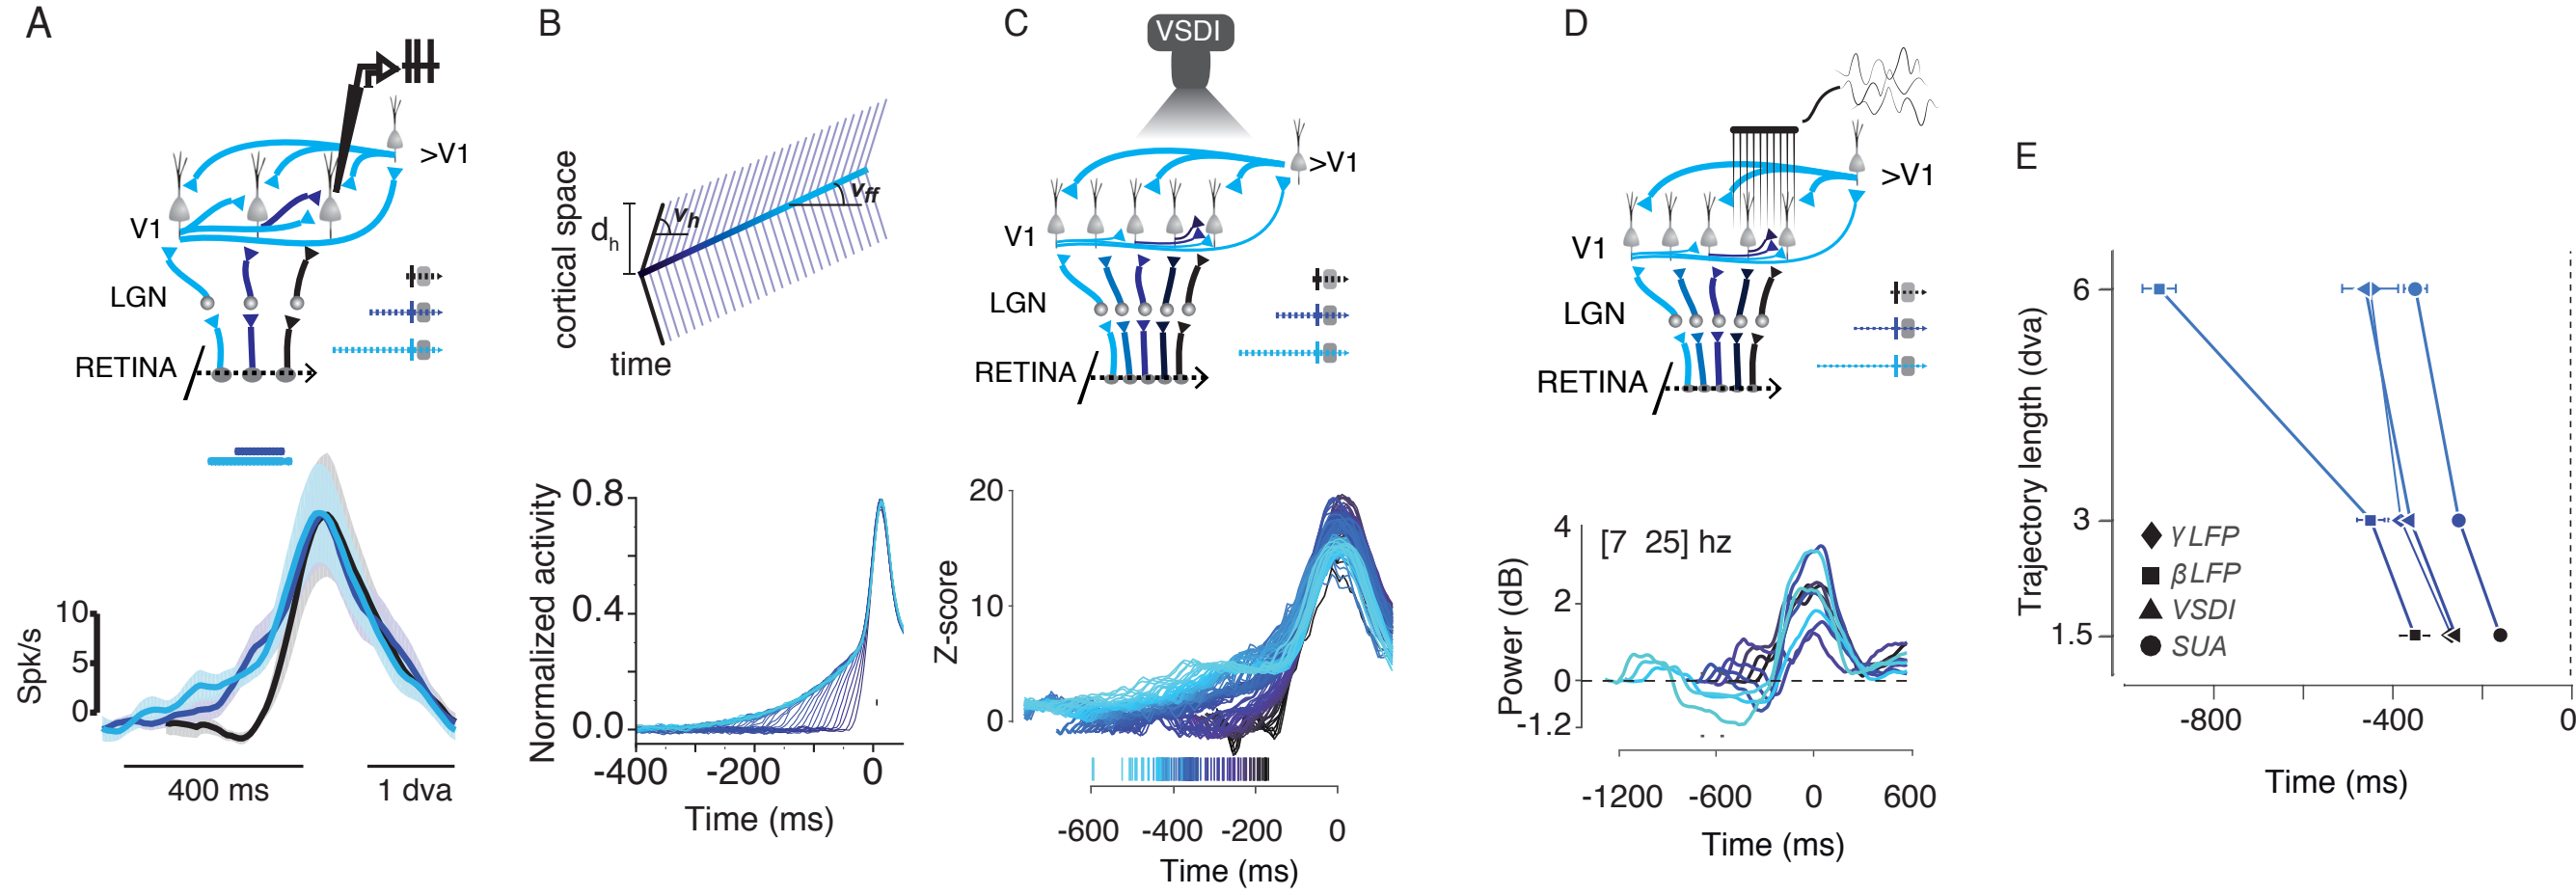 A
>V1
V1
LGN
RETINA
10
5
0
Spk/s
400 ms
1 dva
B
cortical space
dh
vh
vff
time
Normalized activity
0.8
0.4
0.0
-400
-200
0
Time (ms)
C
VSDI
>V1
V1
LGN
RETINA
Z-score
20
10
0
-600
-400
-200
0
Time (ms)
D
>V1
V1
LGN
RETINA
[7 25] hz
Power (dB)
4
2
0
-1.2
-1200
-600
0
600
Time (ms)
E
Trajectory length (dva)
6
3
1.5
γ LFP
β LFP
VSDI
SUA
-800
-400
0
Time (ms)